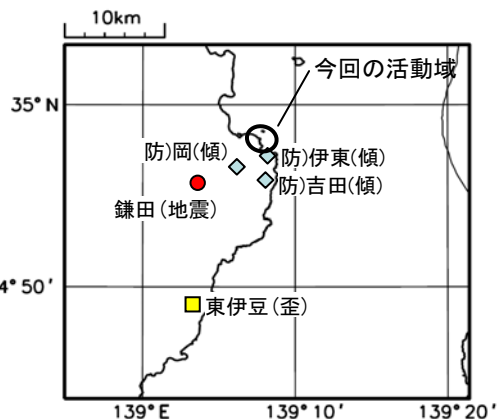 10km
今回の活動域
35°N
防)岡(傾)
防)伊東(傾)
防)吉田(傾)
鎌田(地震)
4°50'
東伊豆(歪)
139°E
139°10'
139°20'